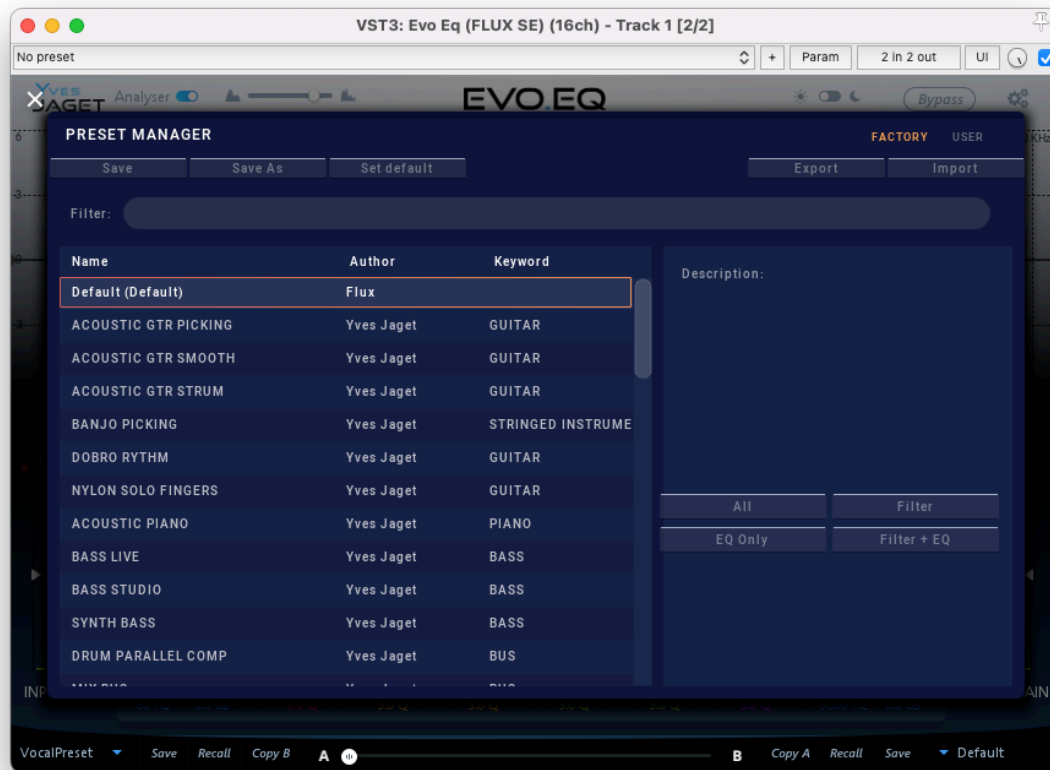 VST3: Evo Eq (FLUX SE) (16ch) - Track 1 [2/2]
No preset + Param 2 in 2 out UI
YVES JAGET Analyser EVO.EQ Bypass
PRESET MANAGER FACTORY USER
6 KHz
Save Save As Set default Export Import
Filter:
Name Author Keyword
Description:
Default (Default) Flux
ACOUSTIC GTR PICKING Yves Jaget GUITAR
ACOUSTIC GTR SMOOTH Yves Jaget GUITAR
ACOUSTIC GTR STRUM Yves Jaget GUITAR
BANJO PICKING Yves Jaget STRINGED INSTRUME
DOBRO RYTHM Yves Jaget GUITAR
NYLON SOLO FINGERS Yves Jaget GUITAR
All Filter
ACOUSTIC PIANO Yves Jaget PIANO
EQ Only Filter + EQ
BASS LIVE Yves Jaget BASS
BASS STUDIO Yves Jaget BASS
SYNTH BASS Yves Jaget BASS
DRUM PARALLEL COMP Yves Jaget BUS
INP AIN
VocalPreset Save Recall Copy B A B Copy A Recall Save Default